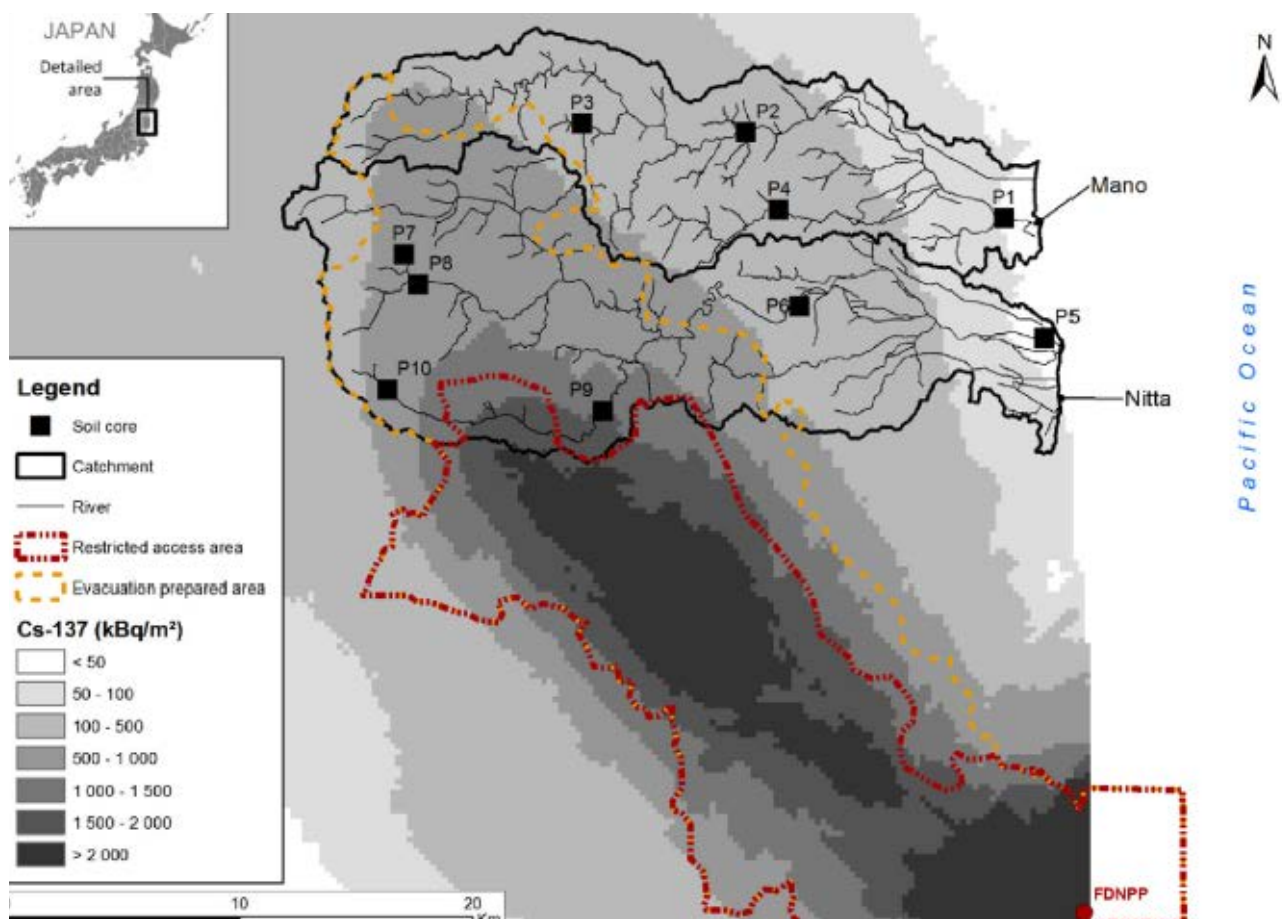 JAPAN
Detailed
area
N
P3
P2
P4
P1
Mano
P7
P8
P6
P5
P10
P9
Nitta
Pacific Ocean
Legend
Soil core
Catchment
River
Restricted access area
Evacuation prepared area
Cs-137 (kBq/m²)
< 50
50 - 100
100 - 500
500 - 1 000
1 000 - 1 500
1 500 - 2 000
> 2 000
FDNPP
10
20
Km